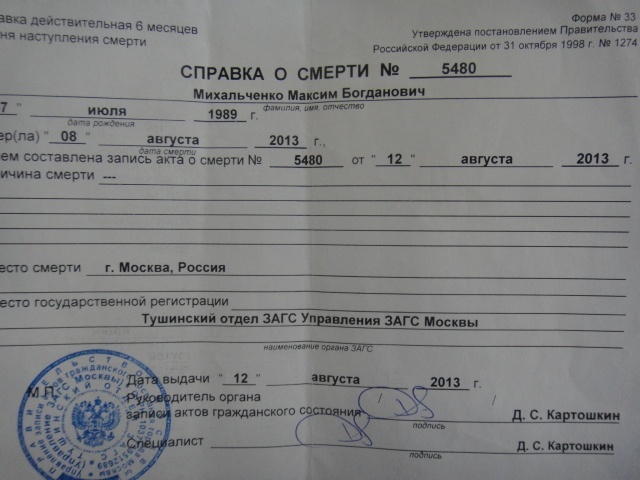 авка действительная 6 месяцев
ня наступления смерти
Форма № 33
Утверждена постановлением Правительства
Российской Федерации от 31 октября 1998 г. № 1274
СПРАВКА О СМЕРТИ № 5480
Михальченко Максим Богданович
фамилия, имя, отчество
7" июля 1989 г.
дата рождения
ер(ла) "08" августа 2013 г.,
дата смерти
ем составлена запись акта о смерти № 5480 от "12" августа 2013 г.
ричина смерти ---
есто смерти г. Москва, Россия
есто государственной регистрации
Тушинский отдел ЗАГС Управления ЗАГС Москвы
наименование органа ЗАГС
М.П.
Дата выдачи "12" августа 2013 г.
Руководитель органа
записи актов гражданского состояния / / Д. С. Картошкин
подпись
Специалист Д. С. Картошкин
подпись